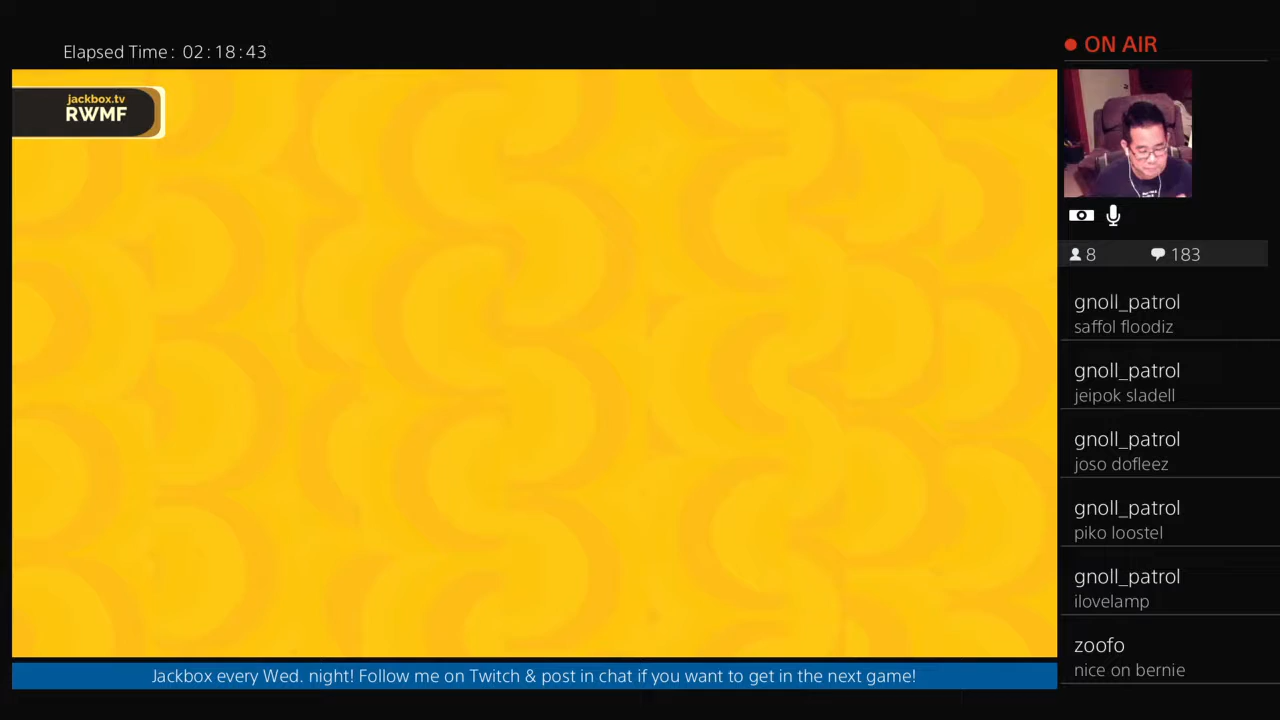 Elapsed Time: 02:18:43
ON AIR
jackbox.tv
RWMF
8
183
gnoll_patrol
saffol floodiz
gnoll_patrol
jeipok sladell
gnoll_patrol
joso dofleez
gnoll_patrol
piko loostel
gnoll_patrol
ilovelamp
zoofo
nice on bernie
Jackbox every Wed. night! Follow me on Twitch & post in chat if you want to get in the next game!